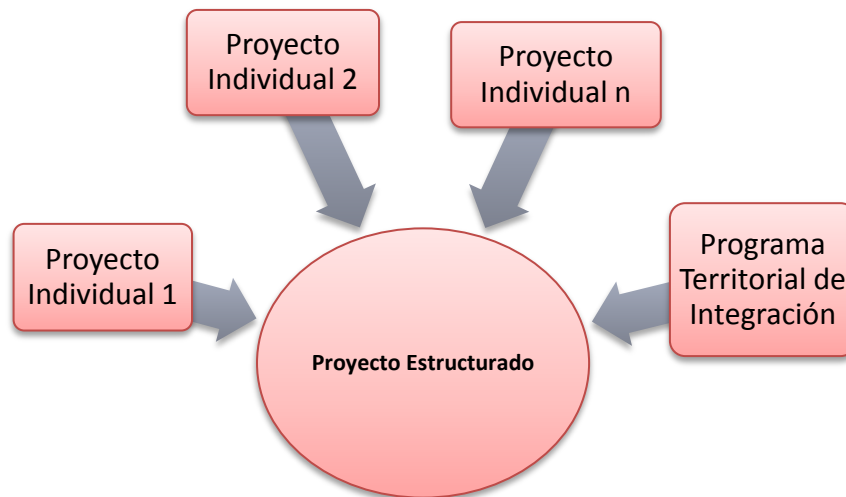 Proyecto
Individual 2
Proyecto
Individual n
Proyecto
Individual 1
Programa
Territorial de
Integración
Proyecto Estructurado